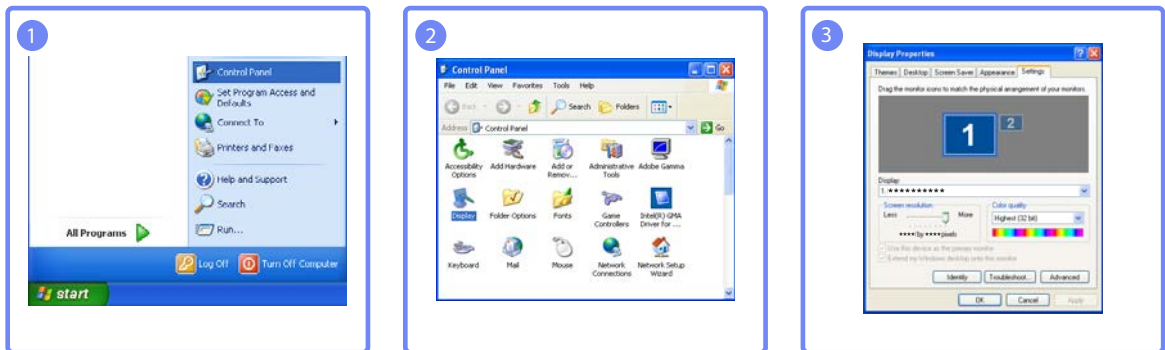 1
Control Panel
Set Program Access and
Defaults
Connect To
Printers and Faxes
Help and Support
Search
Run...
All Programs
Log Off
Turn Off Computer
start
2
Control Panel
File Edit View Favorites Tools Help
Back
Search
Folders
Address
Control Panel
Go
Accessibility
Options
Add Hardware
Add or
Remov...
Administrative
Tools
Adobe Gamma
Display
Folder Options
Fonts
Game
Controllers
Intel(R) GMA
Driver for ...
Keyboard
Mail
Mouse
Network
Connections
Network Setup
Wizard
3
Display Properties
Themes Desktop Screen Saver Appearance Settings
Drag the monitor icons to match the physical arrangement of your monitors.
1
2
Display:
1. **********
Screen resolution
Less
More
**** by **** pixels
Color quality
Highest (32 bit)
Use this device as the primary monitor.
Extend my Windows desktop onto this monitor.
Identify
Troubleshoot...
Advanced
OK
Cancel
Apply